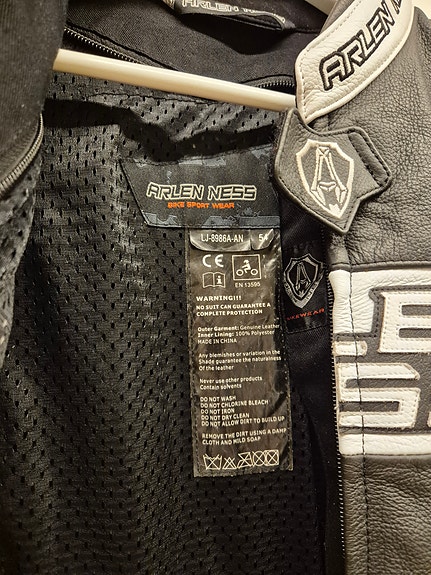 ARLEN NESS
ARLEN NESS
BIKE SPORT WEAR
LJ-8986A-AN
CE
EN 13595
WARNING!!!
NO SUIT CAN GUARANTEE A
COMPLETE PROTECTION
Outer Garment: Genuine Leather
Inner Lining: 100% Polyester
MADE IN CHINA
Any blemishes or variation in the
Shade guarantee the naturalness
Of the leather
Never use other products
Contain solvents
DO NOT WASH
DO NOT CHLORINE BLEACH
DO NOT IRON
DO NOT DRY CLEAN
DO NOT ALLOW DIRT TO BUILD UP
REMOVE THE DIRT USING A DAMP
CLOTH AND MILD SOAP